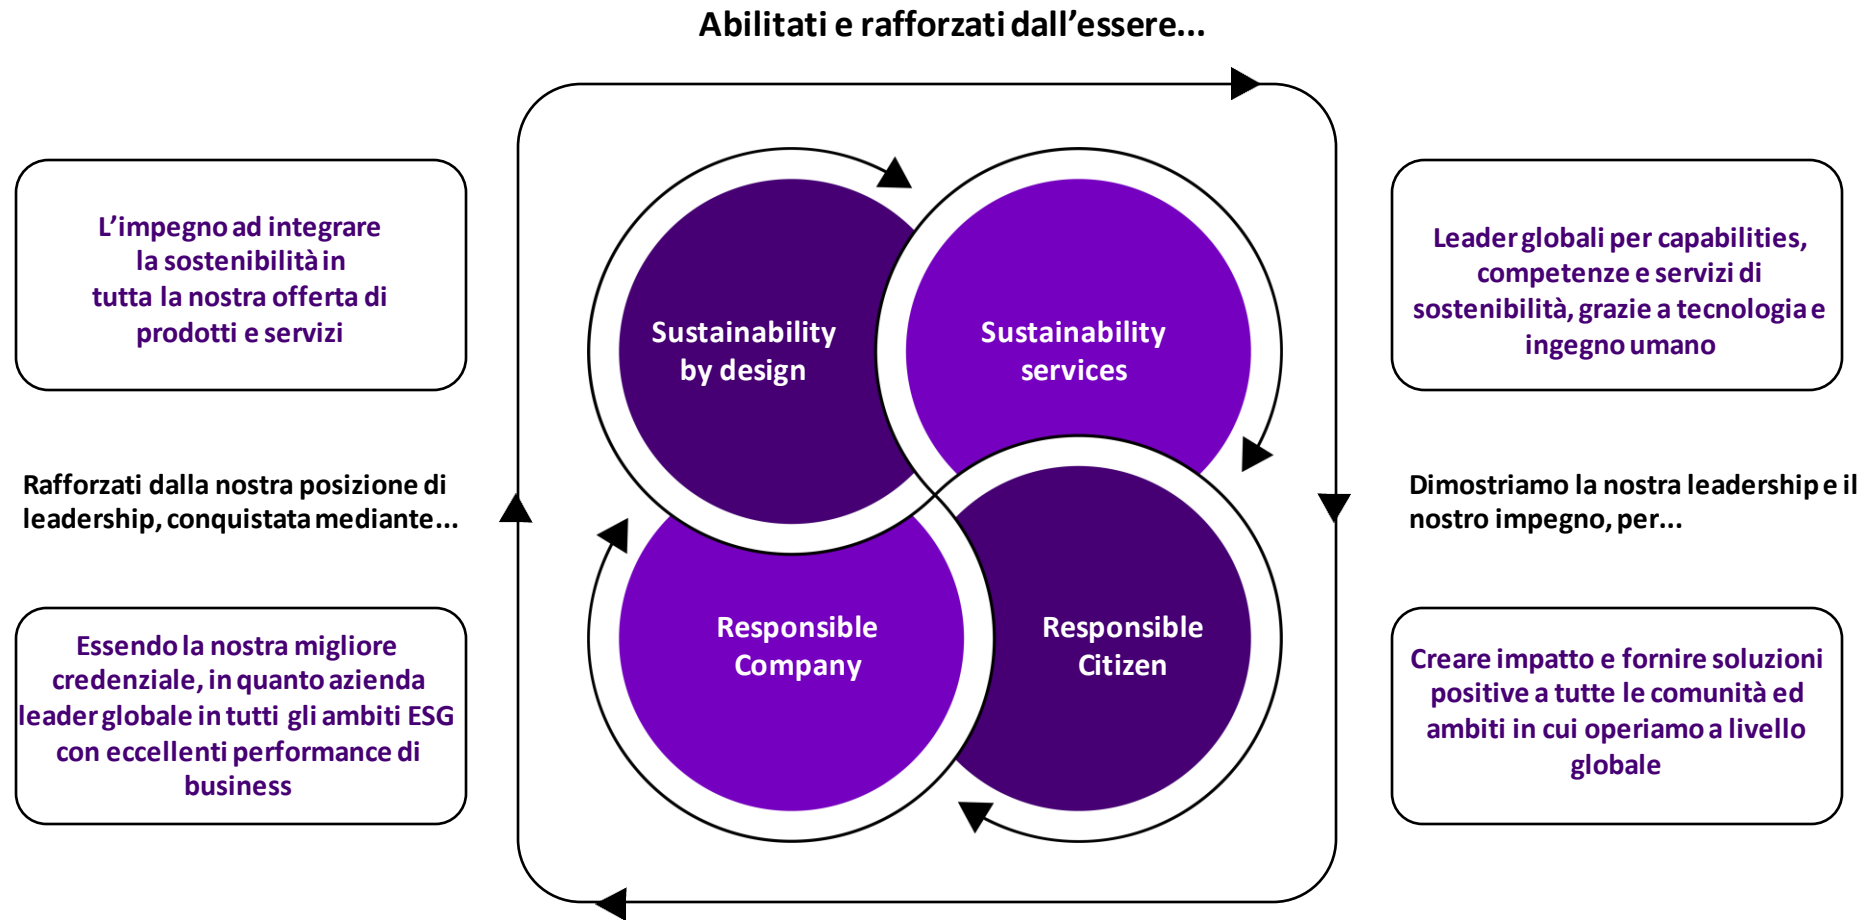 Abilitati e rafforzati dall’essere...
L’impegno ad integrare
la sostenibilità in
tutta la nostra offerta di
prodotti e servizi
Sustainability
by design
Sustainability
services
Leader globali per capabilities,
competenze e servizi di
sostenibilità, grazie a tecnologia e
ingegno umano
Rafforzati dalla nostra posizione di
leadership, conquistata mediante...
Dimostriamo la nostra leadership e il
nostro impegno, per...
Essendo la nostra migliore
credenziale, in quanto azienda
leader globale in tutti gli ambiti ESG
con eccellenti performance di
business
Responsible
Company
Responsible
Citizen
Creare impatto e fornire soluzioni
positive a tutte le comunità ed
ambiti in cui operiamo a livello
globale